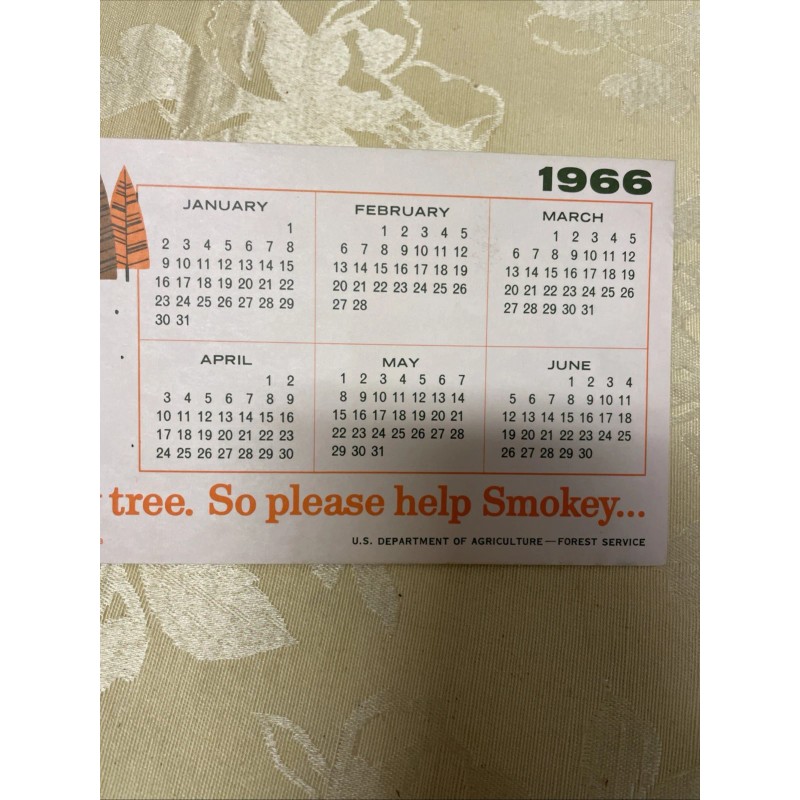 1966
JANUARY
1
2 3 4 5 6 7 8
9 10 11 12 13 14 15
16 17 18 19 20 21 22
23 24 25 26 27 28 29
30 31
FEBRUARY
1 2 3 4 5
6 7 8 9 10 11 12
13 14 15 16 17 18 19
20 21 22 23 24 25 26
27 28
MARCH
1 2 3 4 5
6 7 8 9 10 11 12
13 14 15 16 17 18 19
20 21 22 23 24 25 26
27 28 29 30 31
APRIL
1 2
3 4 5 6 7 8 9
10 11 12 13 14 15 16
17 18 19 20 21 22 23
24 25 26 27 28 29 30
MAY
1 2 3 4 5 6 7
8 9 10 11 12 13 14
15 16 17 18 19 20 21
22 23 24 25 26 27 28
29 30 31
JUNE
1 2 3 4
5 6 7 8 9 10 11
12 13 14 15 16 17 18
19 20 21 22 23 24 25
26 27 28 29 30
tree. So please help Smokey...
U.S. DEPARTMENT OF AGRICULTURE—FOREST SERVICE